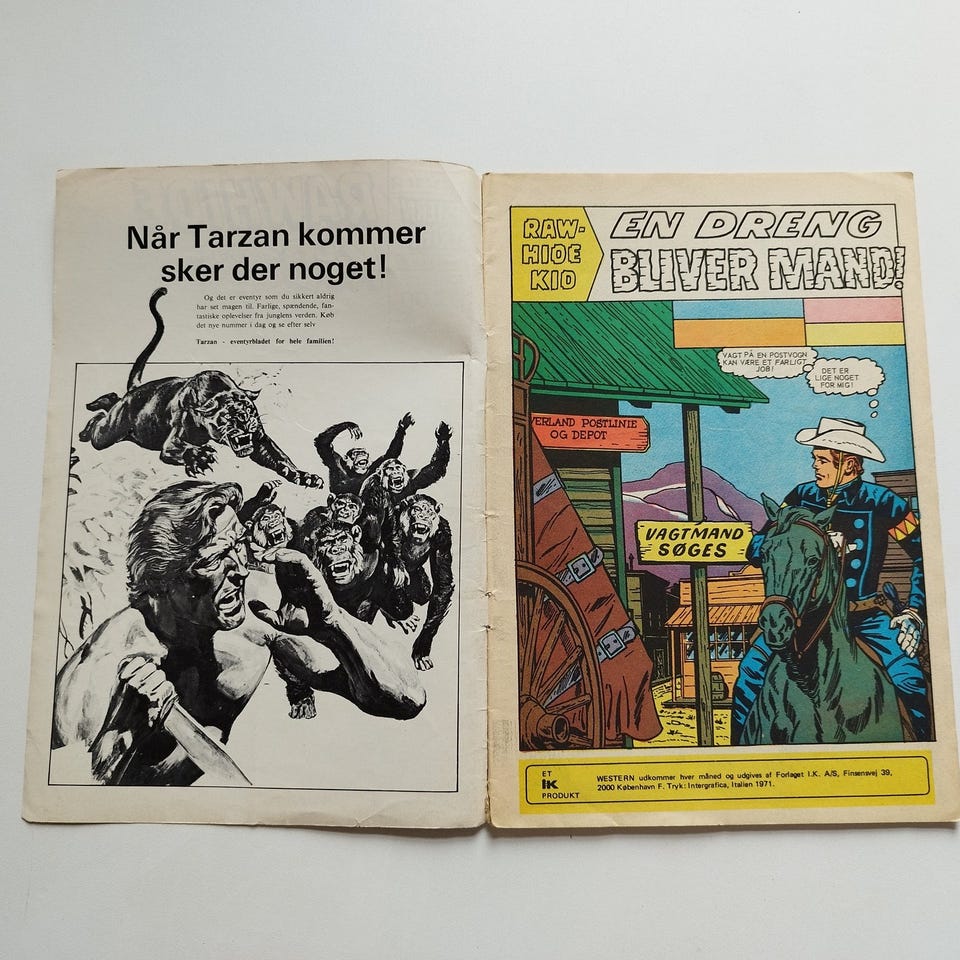 Når Tarzan kommer
sker der noget!
Og det er eventyr som du sikkert aldrig
har set magen til. Farlige, spændende, fan-
tastiske oplevelser fra junglens verden. Køb
det nye nummer i dag og se efter selv
Tarzan - eventyrbladet for hele familien!
RAW-
HIDE
KID
EN DRENG
BLIVER MAND!
VAGT PÅ EN POSTVOGN
KAN VÆRE ET FARLIGT
JOB!
DET ER
LIGE NOGET
FOR MIG!
VERLAND POSTLINIE
OG DEPOT
VAGTMAND
SØGES
ET
iK
PRODUKT
WESTERN udkommer hver måned og udgives af Forlaget I.K. A/S, Finsensvej 39,
2000 København F. Tryk: Intergrafica, Italien 1971.